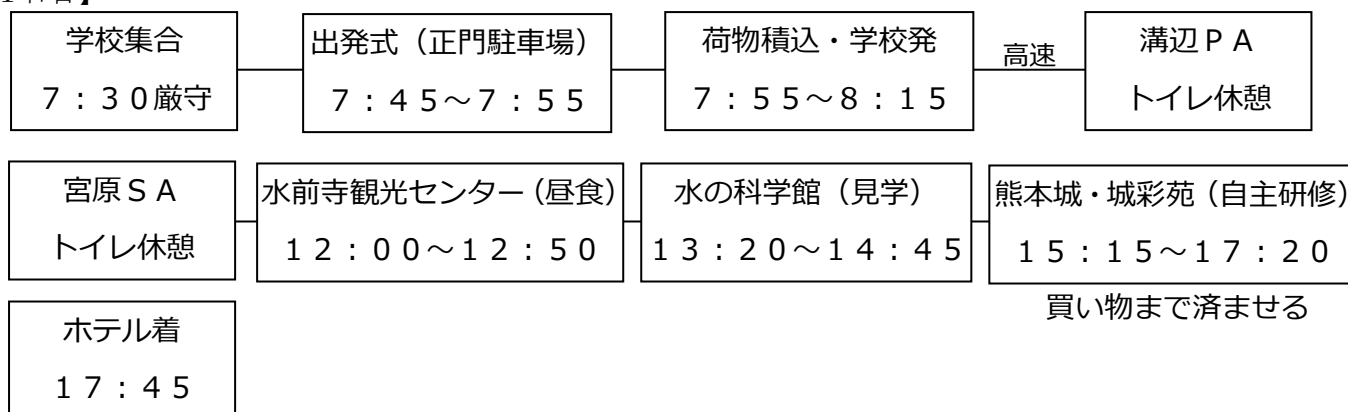 学校集合
７：３０厳守
出発式（正門駐車場）
７：４５～７：５５
荷物積込・学校発
７：５５～８：１５
高速
溝辺ＰＡ
トイレ休憩
宮原ＳＡ
トイレ休憩
水前寺観光センター（昼食）
１２：００～１２：５０
水の科学館（見学）
１３：２０～１４：４５
熊本城・城彩苑（自主研修）
１５：１５～１７：２０
買い物まで済ませる
ホテル着
１７：４５